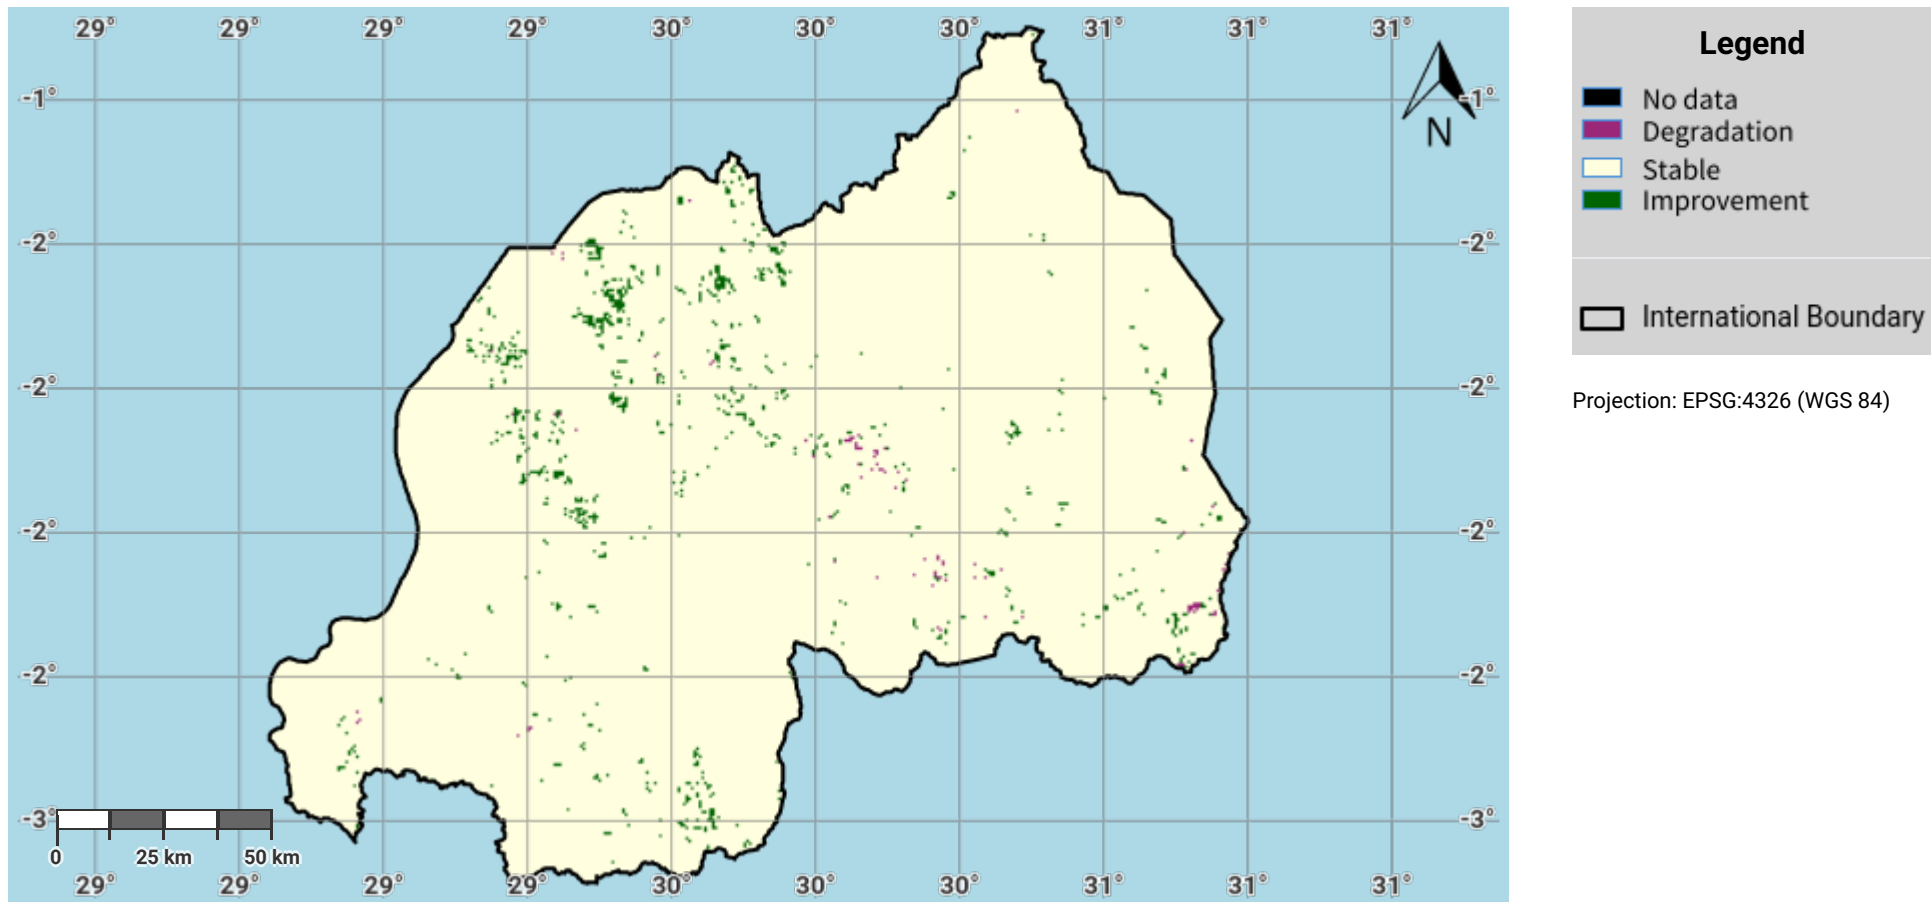 29° 29° 29° 29° 30° 30° 30° 31° 31° 31°
-1° -1°
N
-2° -2°
-2° -2°
-2° -2°
-2° -2°
-3° -3°
0 25 km 50 km
29° 29° 29° 29° 30° 30° 30° 31° 31° 31°
Legend
No data
Degradation
Stable
Improvement
International Boundary
Projection: EPSG:4326 (WGS 84)